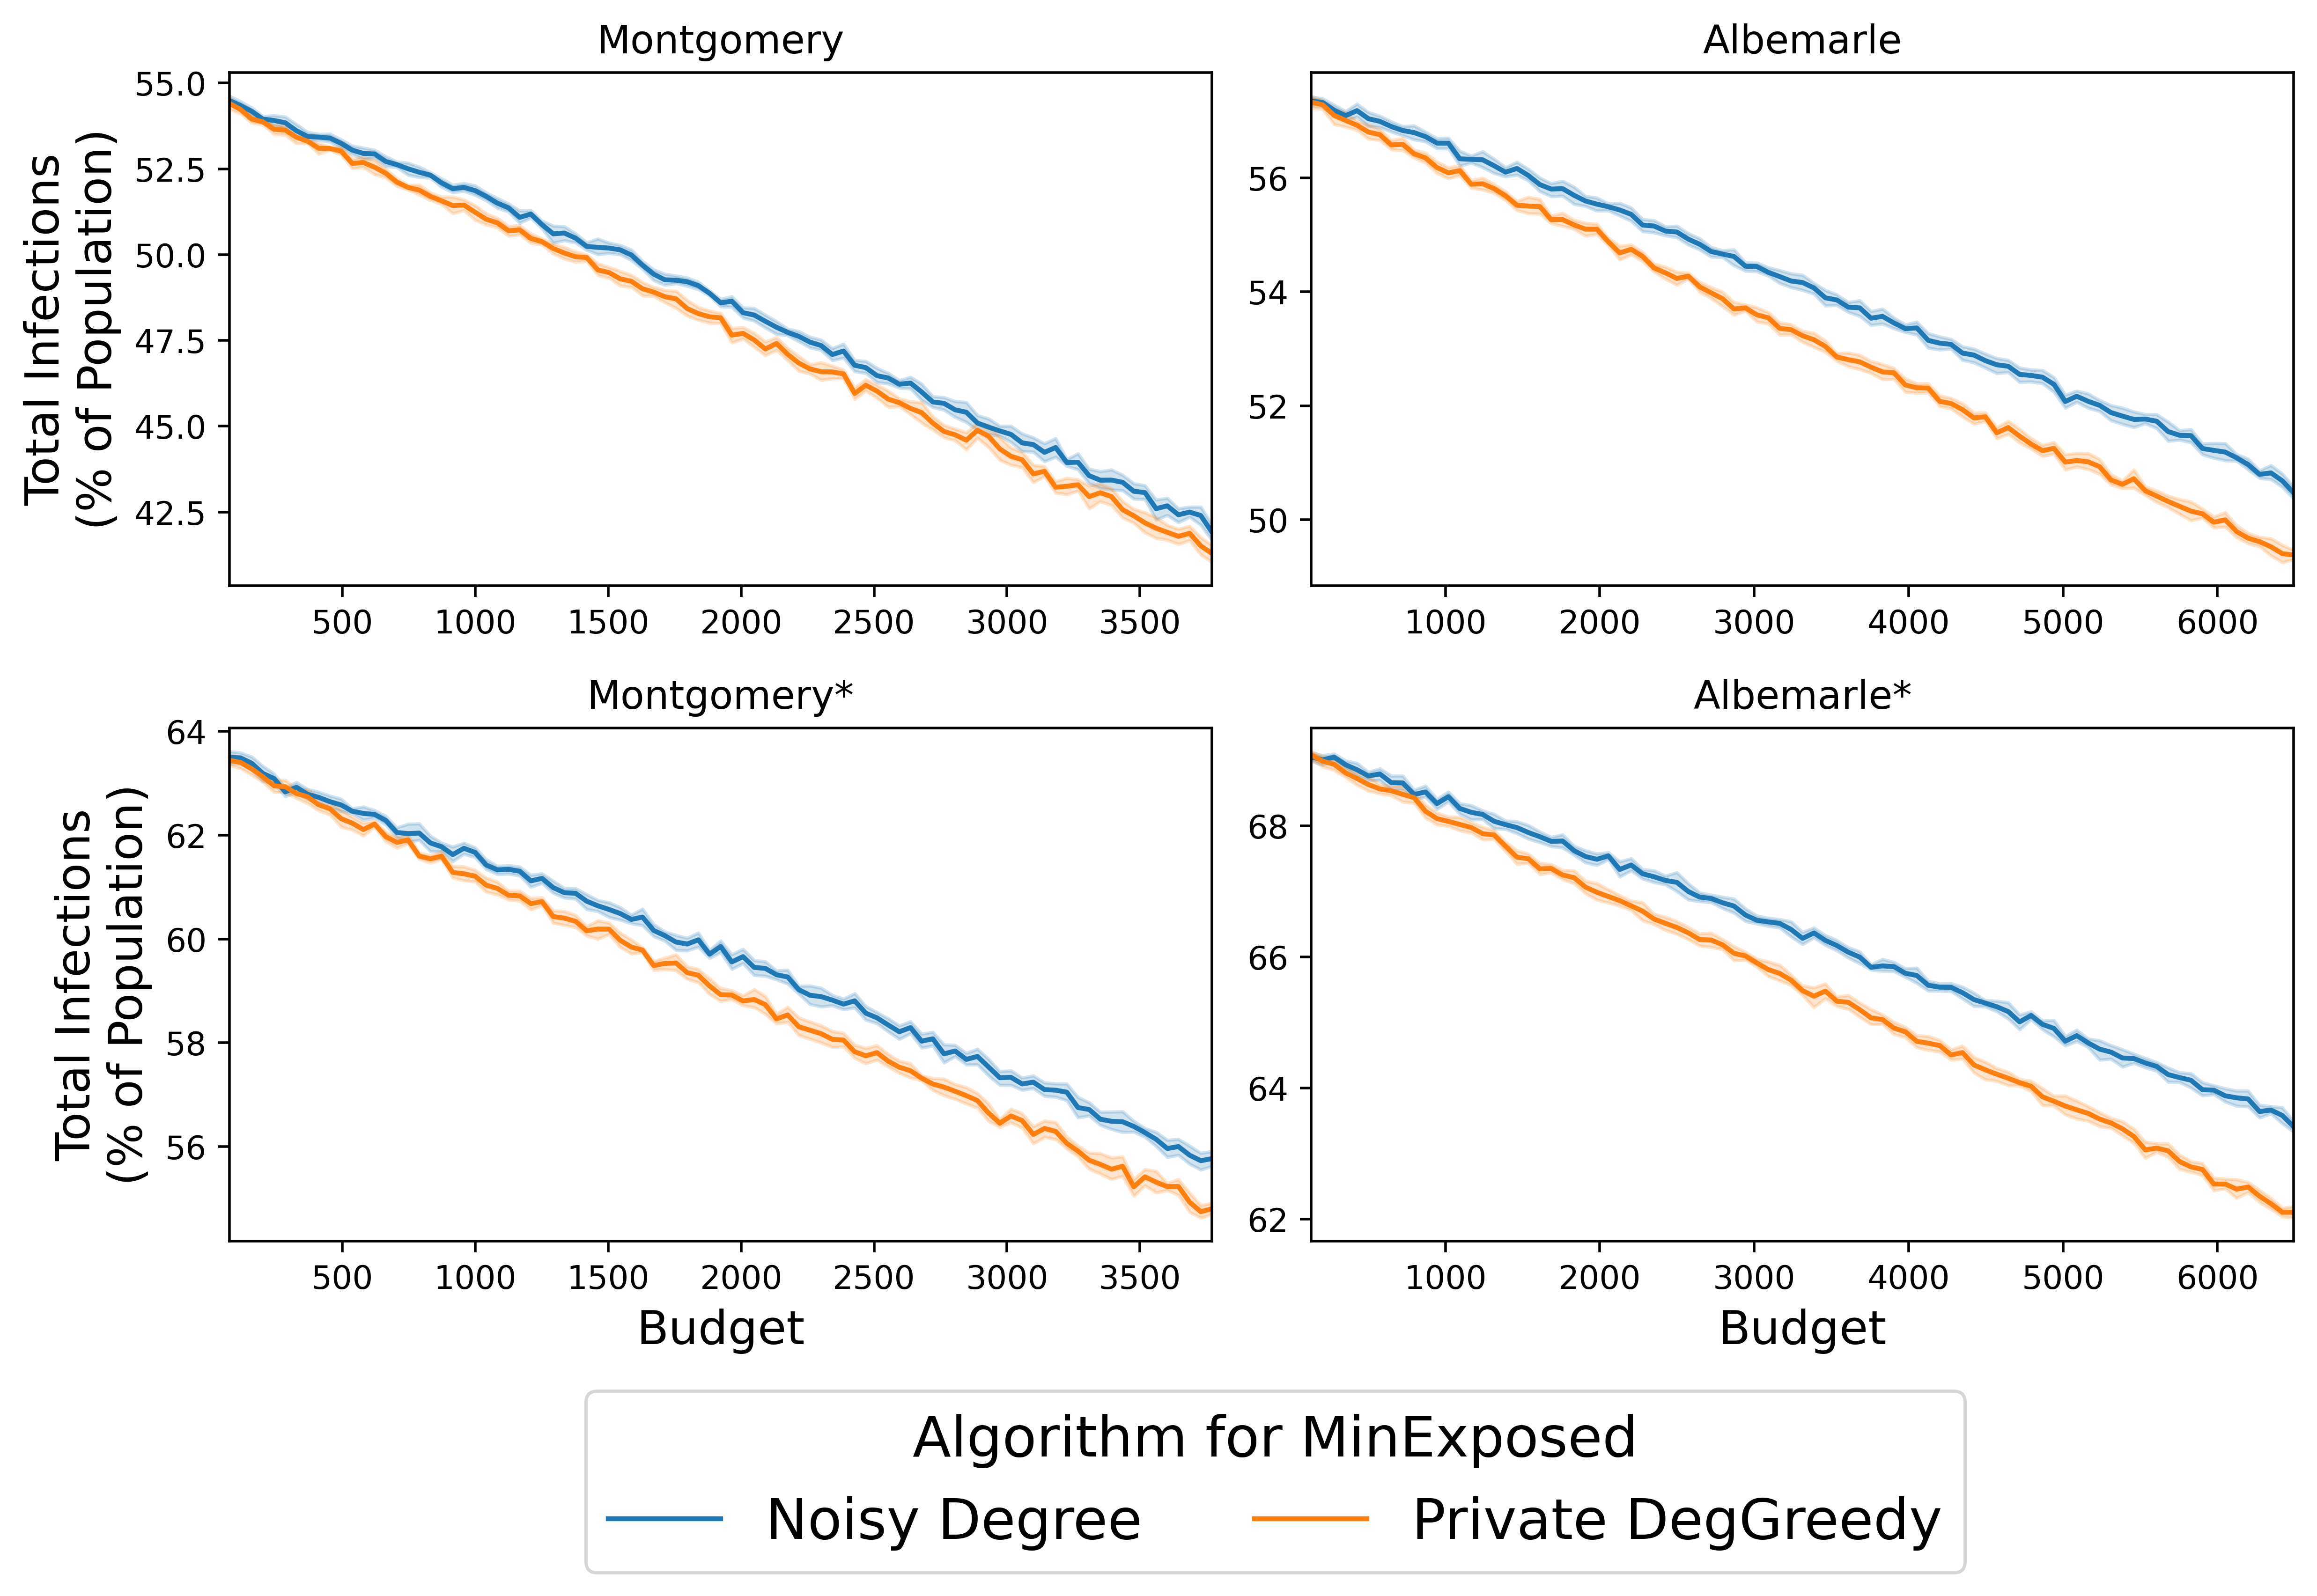 Montgomery
Albemarle
Total Infections
(% of Population)
55.0
52.5
50.0
47.5
45.0
42.5
500 1000 1500 2000 2500 3000 3500
56
54
52
50
1000 2000 3000 4000 5000 6000
Montgomery*
Albemarle*
Total Infections
(% of Population)
64
62
60
58
56
500 1000 1500 2000 2500 3000 3500
Budget
68
66
64
62
1000 2000 3000 4000 5000 6000
Budget
Algorithm for MinExposed
Noisy Degree Private DegGreedy